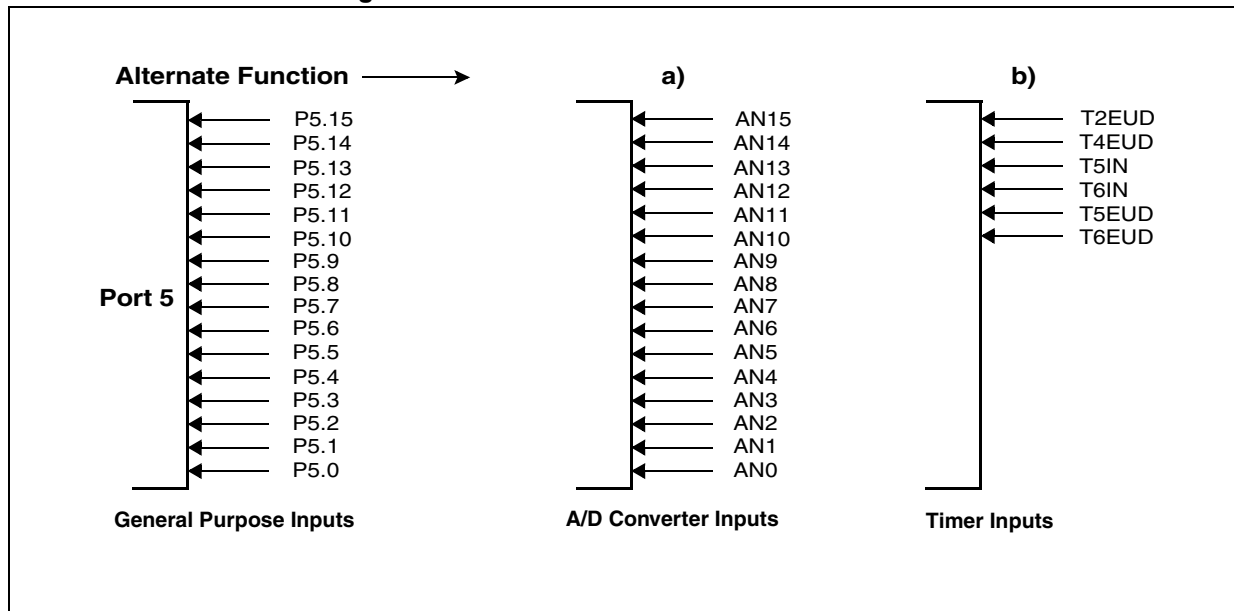 Alternate Function a) b)
P5.15 AN15 T2EUD
P5.14 AN14 T4EUD
P5.13 AN13 T5IN
P5.12 AN12 T6IN
P5.11 AN11 T5EUD
P5.10 AN10 T6EUD
P5.9 AN9
P5.8 AN8
Port 5
P5.7 AN7
P5.6 AN6
P5.5 AN5
P5.4 AN4
P5.3 AN3
P5.2 AN2
P5.1 AN1
P5.0 AN0
General Purpose Inputs A/D Converter Inputs Timer Inputs